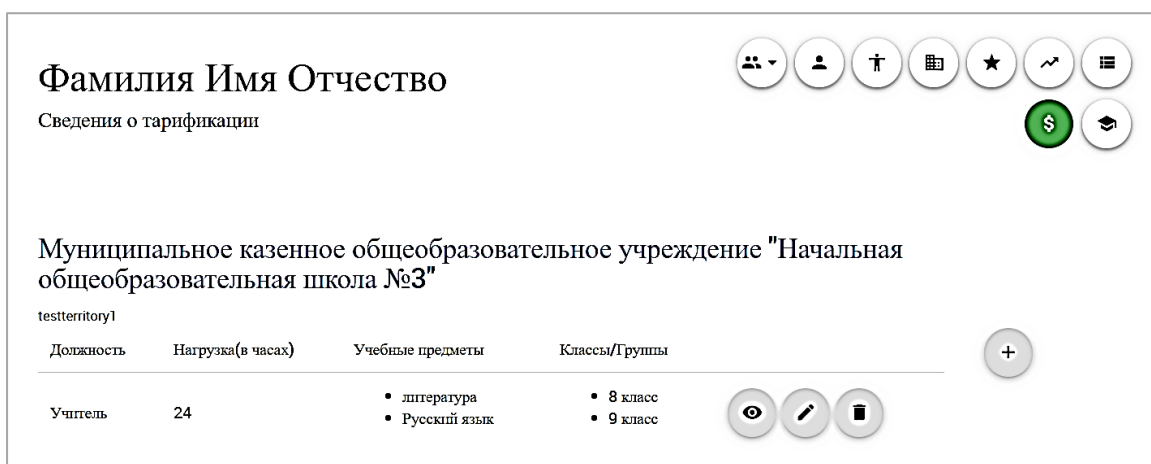 Фамилия Имя Отчество
Сведения о тарификации
Муниципальное казенное общеобразовательное учреждение "Начальная
общеобразовательная школа №3"
testterritory1
Должность Нагрузка(в часах) Учебные предметы Классы/Группы
Учитель 24
• литература • 8 класс
• Русский язык • 9 класс